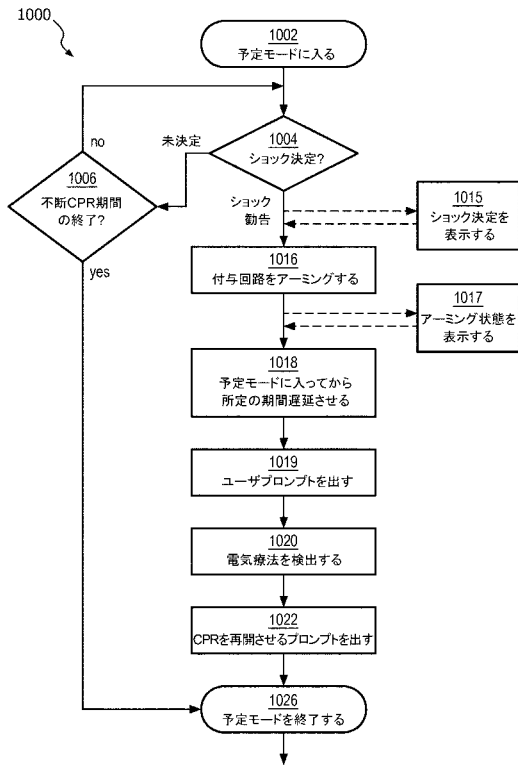 1000
1002
予定モードに入る
1004
ショック決定?
未決定
no
1006
不断CPR期間
の終了?
yes
ショック
勧告
1015
ショック決定を
表示する
1016
付与回路をアーミングする
1017
アーミング状態を
表示する
1018
予定モードに入ってから
所定の期間遅延させる
1019
ユーザプロンプトを出す
1020
電気療法を検出する
1022
CPRを再開させるプロンプトを出す
1026
予定モードを終了する